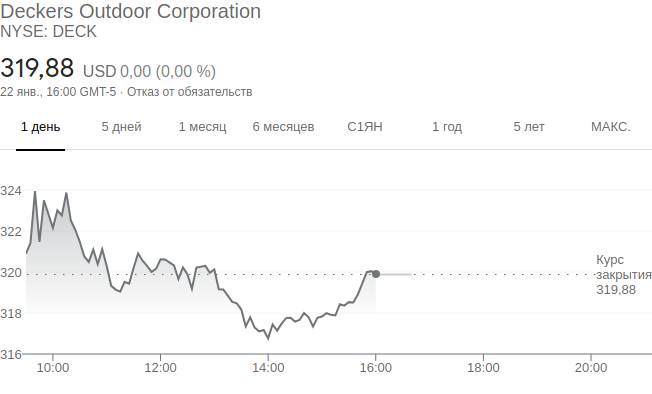 Deckers Outdoor Corporation
NYSE: DECK
319,88 USD 0,00 (0,00 %)
22 янв., 16:00 GMT-5 · Отказ от обязательств
1 день 5 дней 1 месяц 6 месяцев С1ЯН 1 год 5 лет МАКС.
324
322
320
318
316
Курс
закрытия
319,88
10:00 12:00 14:00 16:00 18:00 20:00